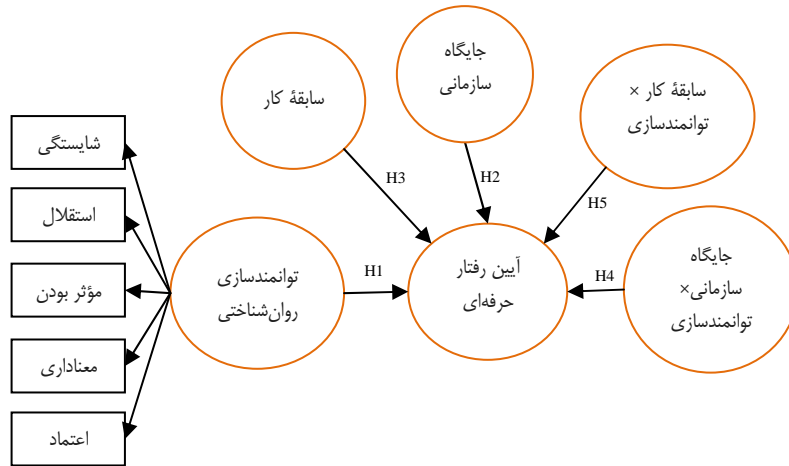 جایگاه
سازمانی
سابقهٔ کار
سابقهٔ کار ×
توانمندسازی
شایستگی
استقلال
مؤثر بودن
معناداری
اعتماد
توانمندسازی
روان‌شناختی
آیین رفتار
حرفه‌ای
جایگاه
سازمانی×
توانمندسازی
H3
H2
H5
H1
H4